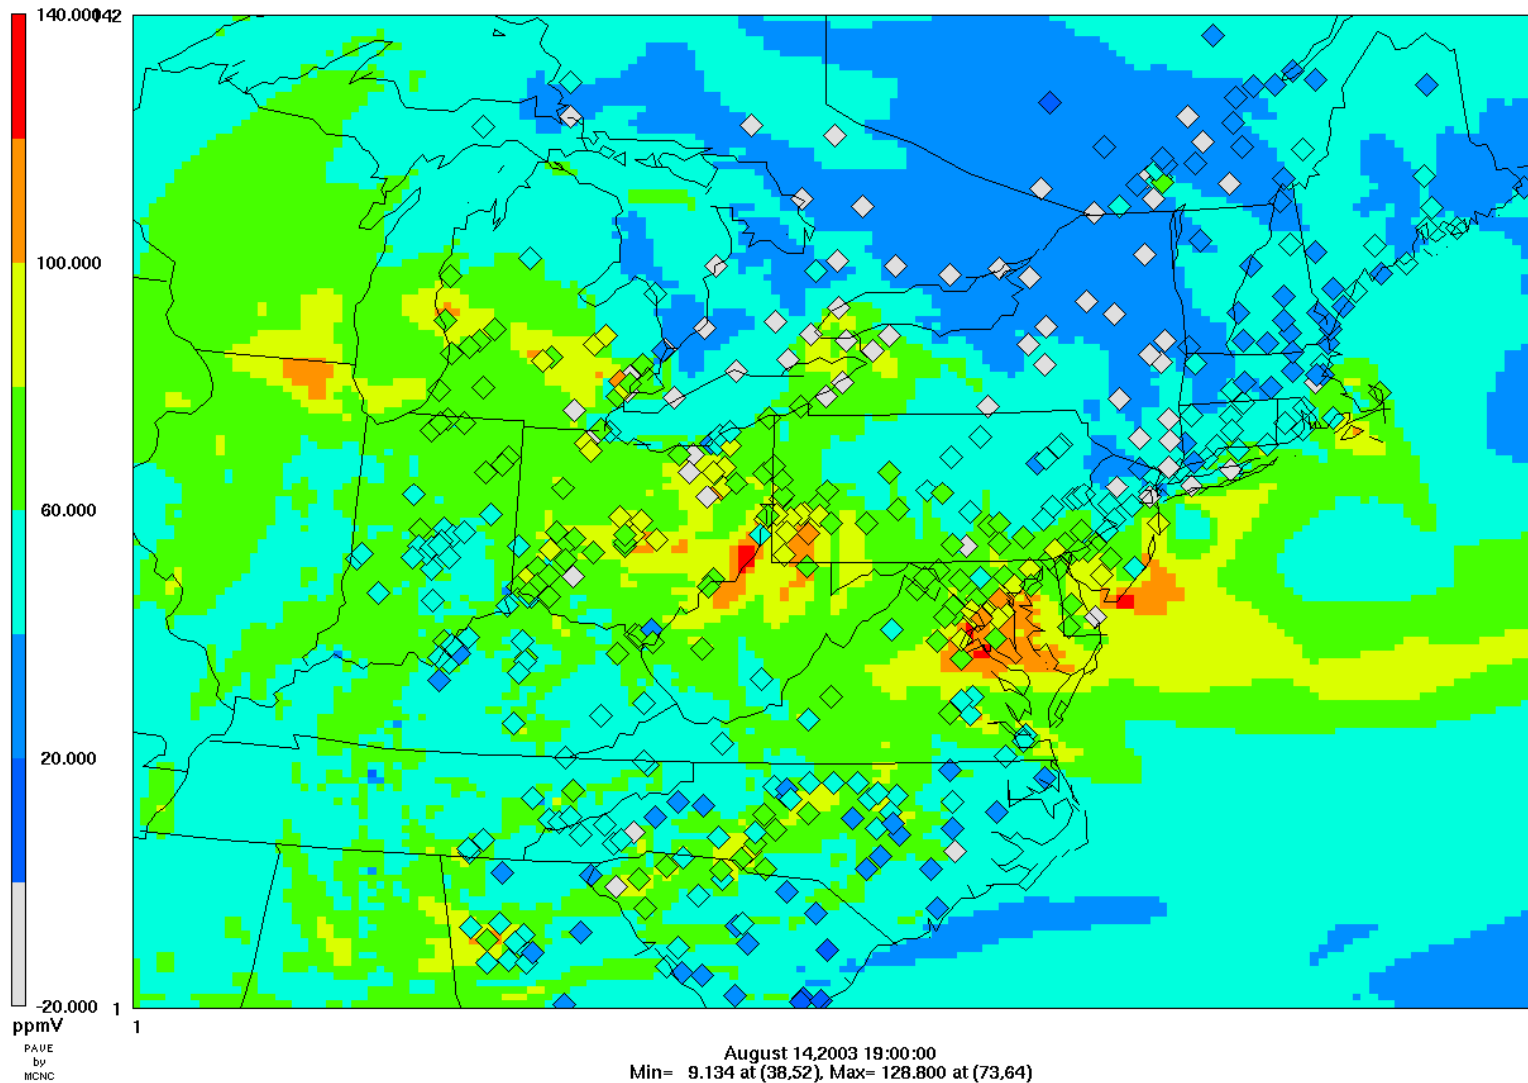 140.000
142
100.000
60.000
20.000
-20.000
1
ppmV
1
PAVE
by
MCNC
August 14,2003 19:00:00
Min= 9.134 at (38,52), Max= 128.800 at (73,64)